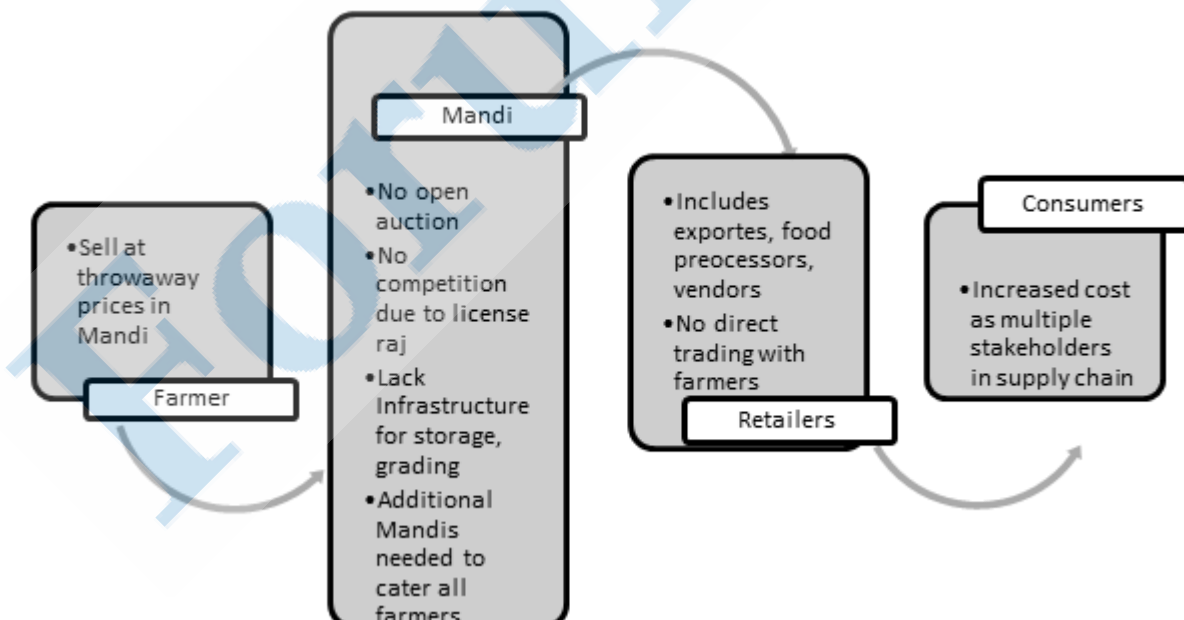 Farmer
•Sell at
throwaway
prices in
Mandi
Mandi
•No open
auction
•No
competition
due to license
raj
•Lack
Infrastructure
for storage,
grading
•Additional
Mandis
needed to
cater all
farmers
•Includes
exportes, food
preocessors,
vendors
•No direct
trading with
farmers
Retailers
Consumers
•Increased cost
as multiple
stakeholders
in supply chain
Foru